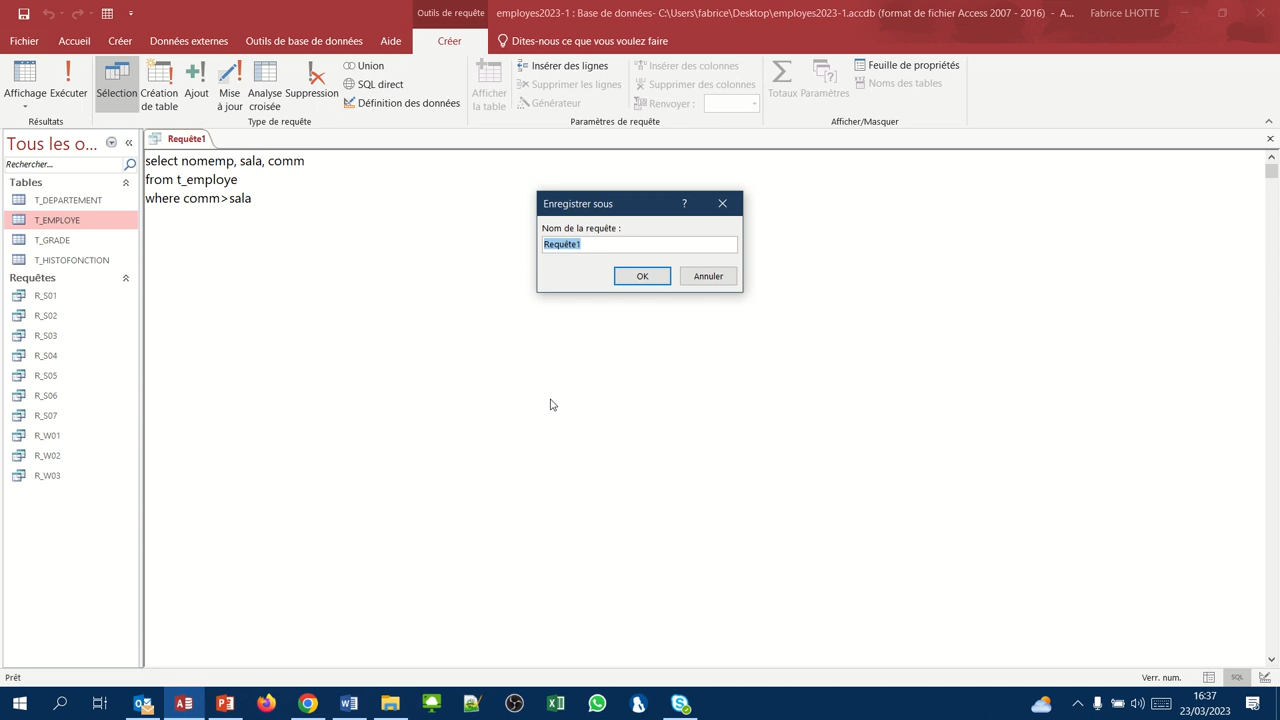 Outils de requête
employes2023-1 : Base de données- C:\Users\fabrice\Desktop\employes2023-1.accdb (format de fichier Access 2007 - 2016) - A...
Fabrice LHOTTE
Fichier
Accueil
Créer
Données externes
Outils de base de données
Aide
Créer
Dites-nous ce que vous voulez faire
Affichage
Exécuter
Résultats
Sélection
Création de table
Ajout
Mise à jour
Analyse croisée
Suppression
Union
SQL direct
Définition des données
Type de requête
Afficher la table
Insérer des lignes
Supprimer les lignes
Générateur
Insérer des colonnes
Supprimer des colonnes
Renvoyer :
Paramètres de requête
Totaux
Paramètres
Feuille de propriétés
Noms des tables
Afficher/Masquer
Tous les o...
Rechercher...
Tables
T_DEPARTEMENT
T_EMPLOYE
T_GRADE
T_HISTOFONCTION
Requêtes
R_S01
R_S02
R_S03
R_S04
R_S05
R_S06
R_S07
R_W01
R_W02
R_W03
Requête1
select nomemp, sala, comm
from t_employe
where comm>sala
Enregistrer sous
?
Nom de la requête :
Requête1
OK
Annuler
Prêt
Verr. num.
SQL
16:37
23/03/2023